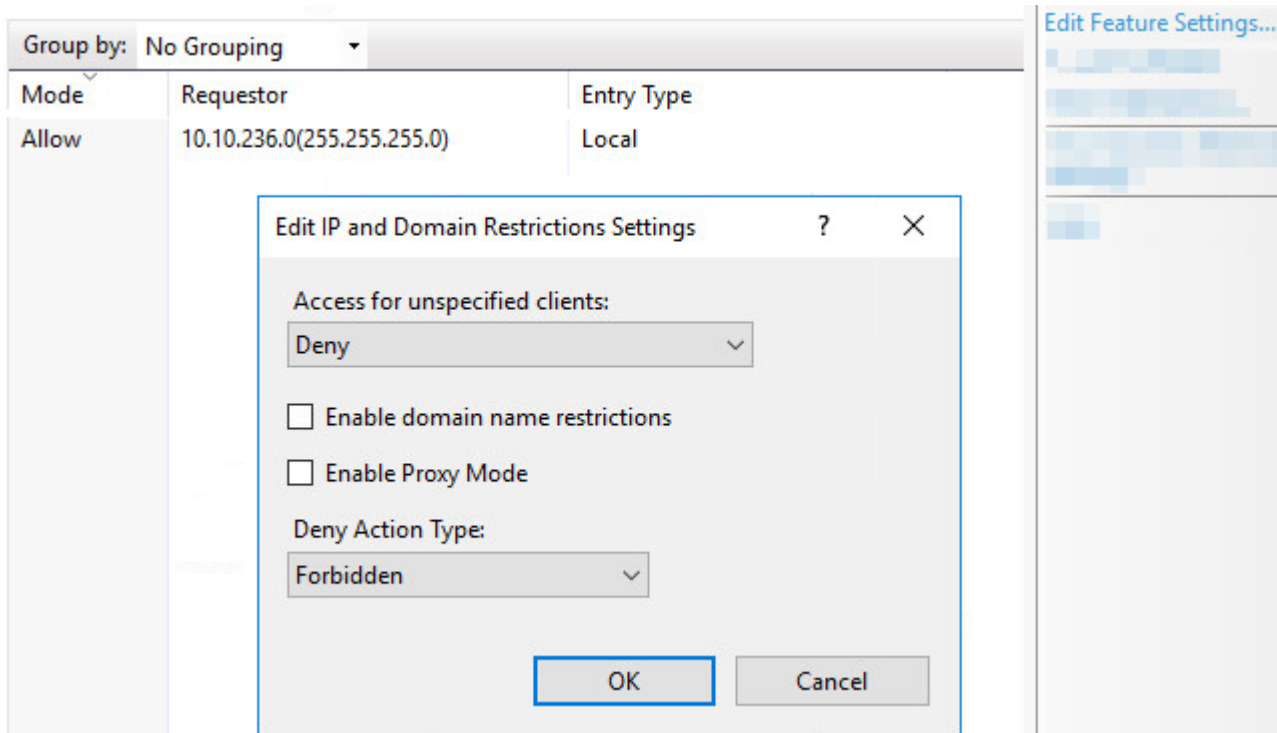 Edit Feature Settings...
Group by: No Grouping
Mode Requestor Entry Type
Allow 10.10.236.0(255.255.255.0) Local
Edit IP and Domain Restrictions Settings ?
Access for unspecified clients:
Deny
Enable domain name restrictions
Enable Proxy Mode
Deny Action Type:
Forbidden
OK Cancel